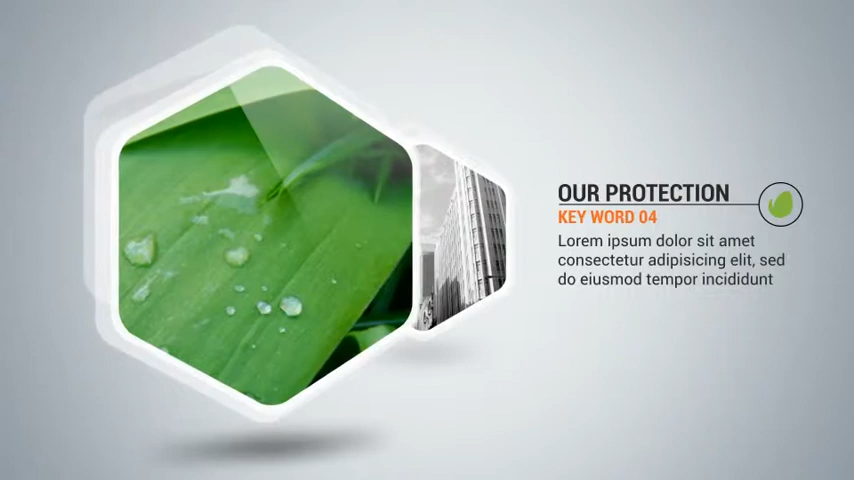 OUR PROTECTION
KEY WORD 04
Lorem ipsum dolor sit amet
consectetur adipisicing elit, sed
do eiusmod tempor incididunt